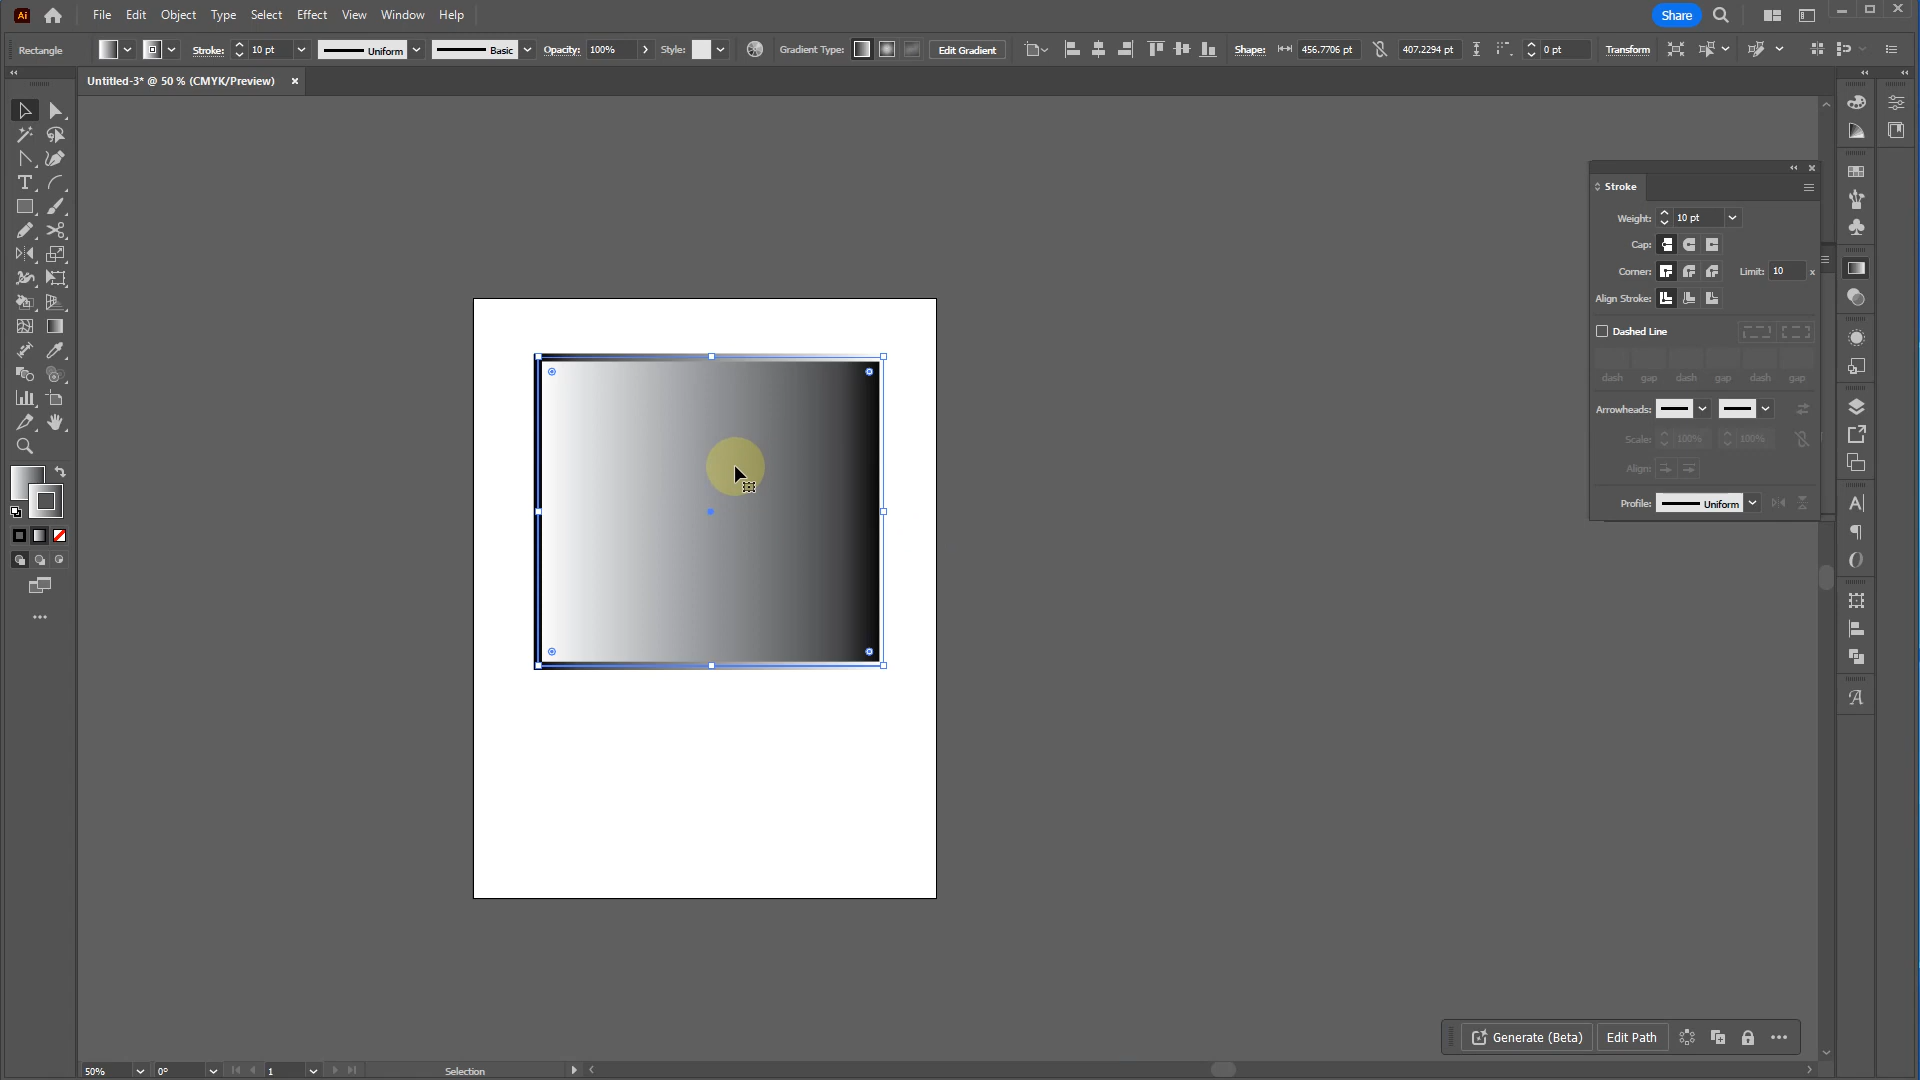 Ai File Edit Object Type Select Effect View Window Help Share
Rectangle Stroke: 10 pt Uniform Basic Opacity: 100% Style: Gradient Type: Edit Gradient Shape: 456.7706 pt 407.2294 pt 0 pt Transform
Untitled-3* @ 50 % (CMYK/Preview)
Stroke
Weight: 10 pt
Cap:
Corner: Limit: 10 x
Align Stroke:
Dashed Line
dash gap dash gap dash gap
Arrowheads:
Scale: 100% 100%
Align:
Profile: Uniform
Generate (Beta) Edit Path
50% 0° 1 Selection